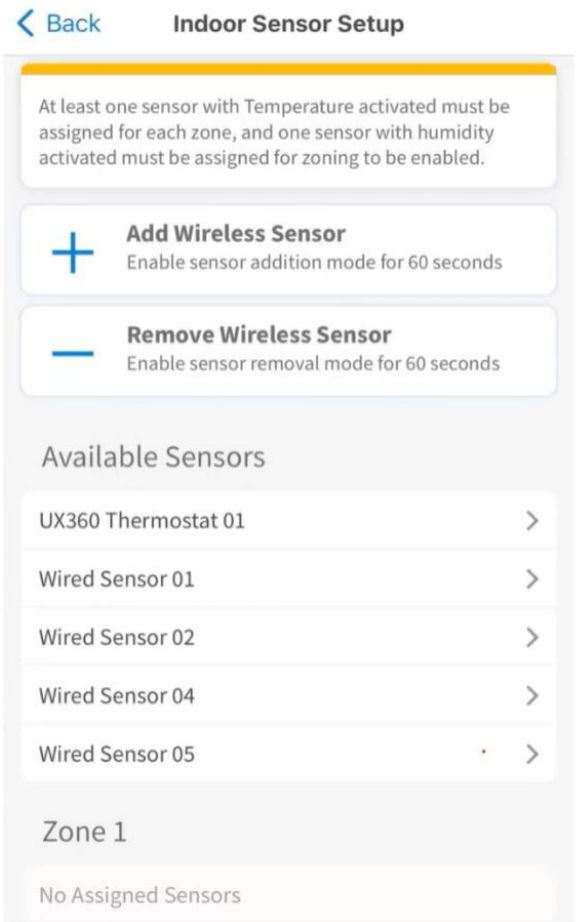 Back
Indoor Sensor Setup
At least one sensor with Temperature activated must be
assigned for each zone, and one sensor with humidity
activated must be assigned for zoning to be enabled.
Add Wireless Sensor
Enable sensor addition mode for 60 seconds
Remove Wireless Sensor
Enable sensor removal mode for 60 seconds
Available Sensors
UX360 Thermostat 01
Wired Sensor 01
Wired Sensor 02
Wired Sensor 04
Wired Sensor 05
Zone 1
No Assigned Sensors